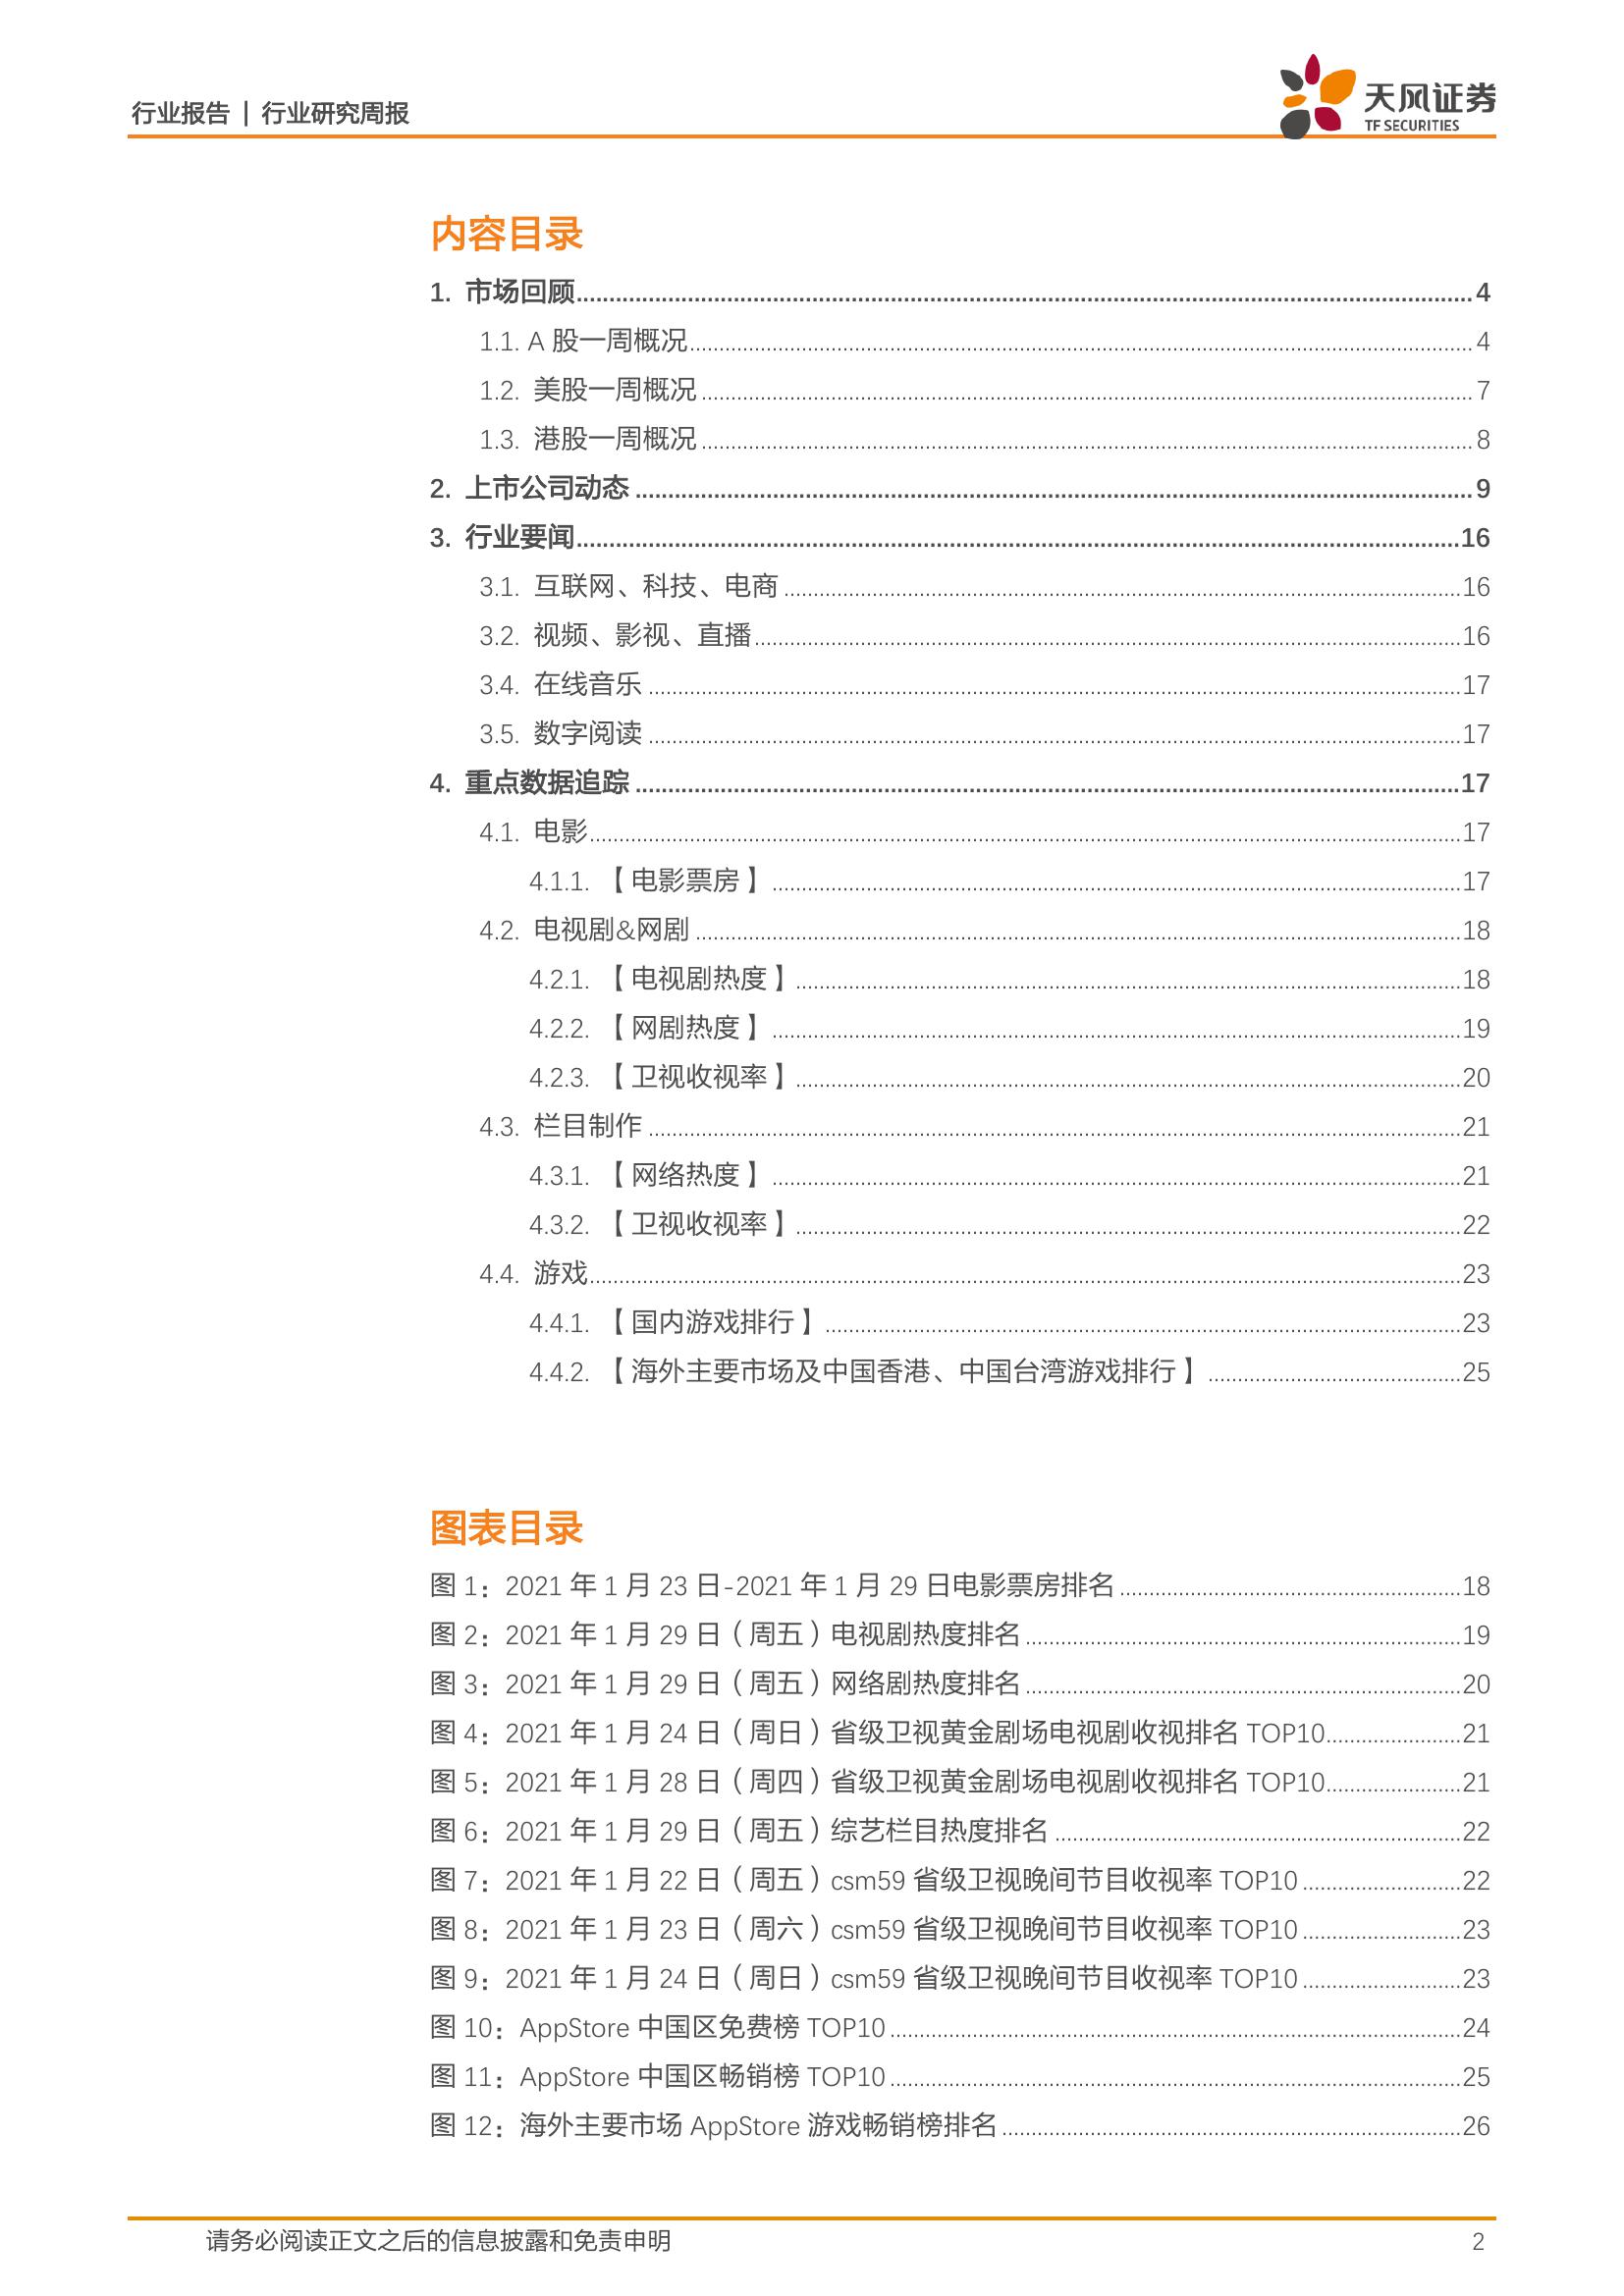 行业报告 | 行业研究周报
天风证券
TF SECURITIES
内容目录
1. 市场回顾 4
1.1. A 股一周概况 4
1.2. 美股一周概况 7
1.3. 港股一周概况 8
2. 上市公司动态 9
3. 行业要闻 16
3.1. 互联网、科技、电商 16
3.2. 视频、影视、直播 16
3.4. 在线音乐 17
3.5. 数字阅读 17
4. 重点数据追踪 17
4.1. 电影 17
4.1.1. 【电影票房】 17
4.2. 电视剧&网剧 18
4.2.1. 【电视剧热度】 18
4.2.2. 【网剧热度】 19
4.2.3. 【卫视收视率】 20
4.3. 栏目制作 21
4.3.1. 【网络热度】 21
4.3.2. 【卫视收视率】 22
4.4. 游戏 23
4.4.1. 【国内游戏排行】 23
4.4.2. 【海外主要市场及中国香港、中国台湾游戏排行】 25
图表目录
图 1：2021 年 1 月 23 日-2021 年 1 月 29 日电影票房排名 18
图 2：2021 年 1 月 29 日（周五）电视剧热度排名 19
图 3：2021 年 1 月 29 日（周五）网络剧热度排名 20
图 4：2021 年 1 月 24 日（周日）省级卫视黄金剧场电视剧收视排名 TOP10 21
图 5：2021 年 1 月 28 日（周四）省级卫视黄金剧场电视剧收视排名 TOP10 21
图 6：2021 年 1 月 29 日（周五）综艺栏目热度排名 22
图 7：2021 年 1 月 22 日（周五）csm59 省级卫视晚间节目收视率 TOP10 22
图 8：2021 年 1 月 23 日（周六）csm59 省级卫视晚间节目收视率 TOP10 23
图 9：2021 年 1 月 24 日（周日）csm59 省级卫视晚间节目收视率 TOP10 23
图 10：AppStore 中国区免费榜 TOP10 24
图 11：AppStore 中国区畅销榜 TOP10 25
图 12：海外主要市场 AppStore 游戏畅销榜排名 26
请务必阅读正文之后的信息披露和免责申明 2